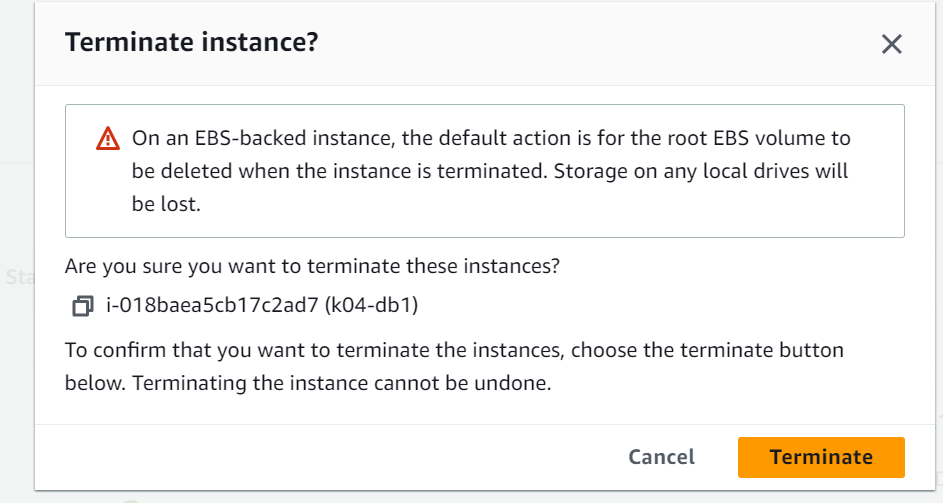 Terminate instance?
On an EBS-backed instance, the default action is for the root EBS volume to
be deleted when the instance is terminated. Storage on any local drives will
be lost.
Are you sure you want to terminate these instances?
i-018baea5cb17c2ad7 (k04-db1)
To confirm that you want to terminate the instances, choose the terminate button
below. Terminating the instance cannot be undone.
Cancel
Terminate